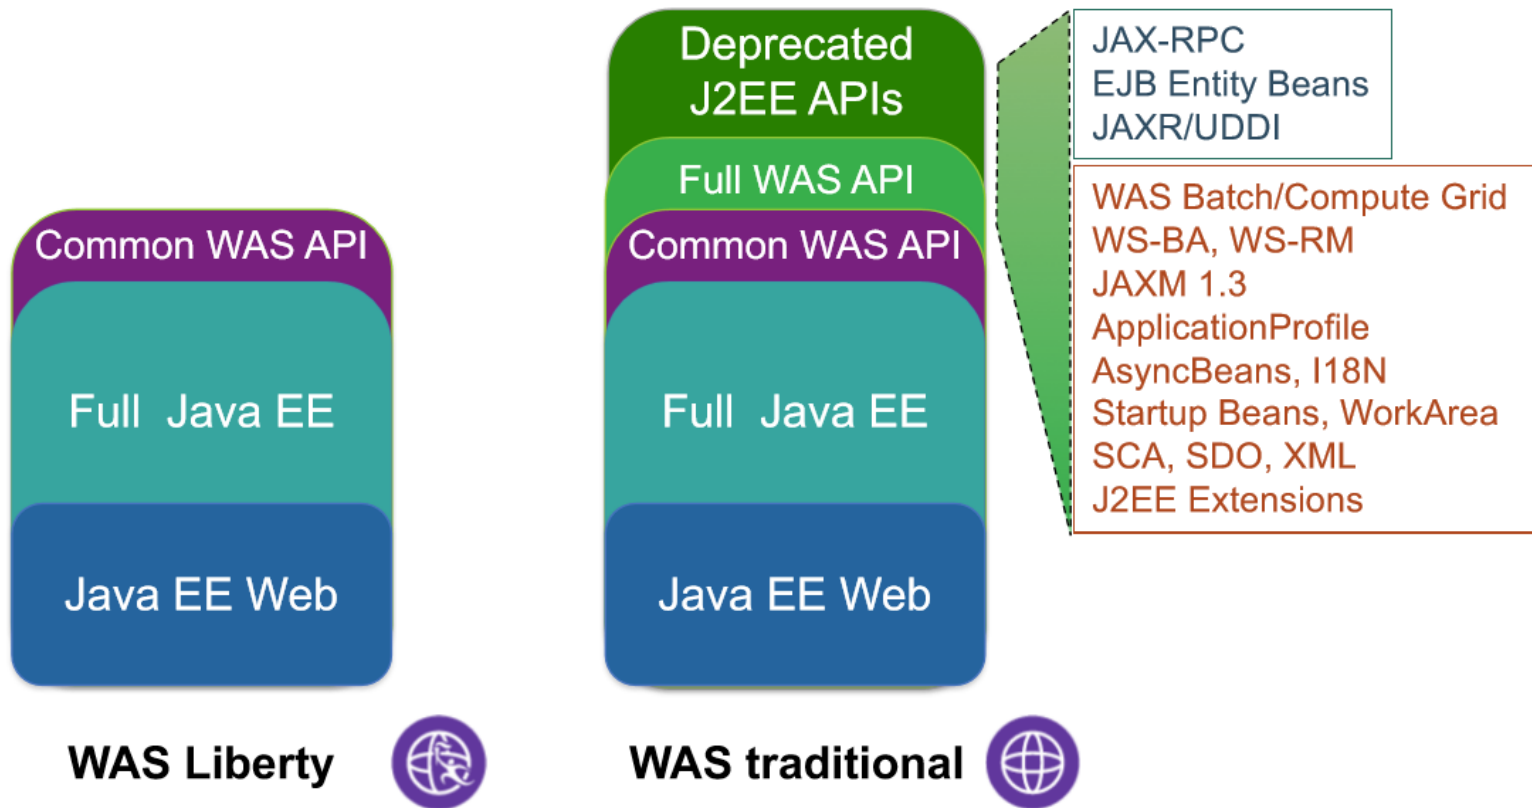 Common WAS API
Full Java EE
Java EE Web
WAS Liberty
Deprecated
J2EE APIs
Full WAS API
Common WAS API
Full Java EE
Java EE Web
WAS traditional
JAX-RPC
EJB Entity Beans
JAXR/UDDI
WAS Batch/Compute Grid
WS-BA, WS-RM
JAXM 1.3
ApplicationProfile
AsyncBeans, I18N
Startup Beans, WorkArea
SCA, SDO, XML
J2EE Extensions